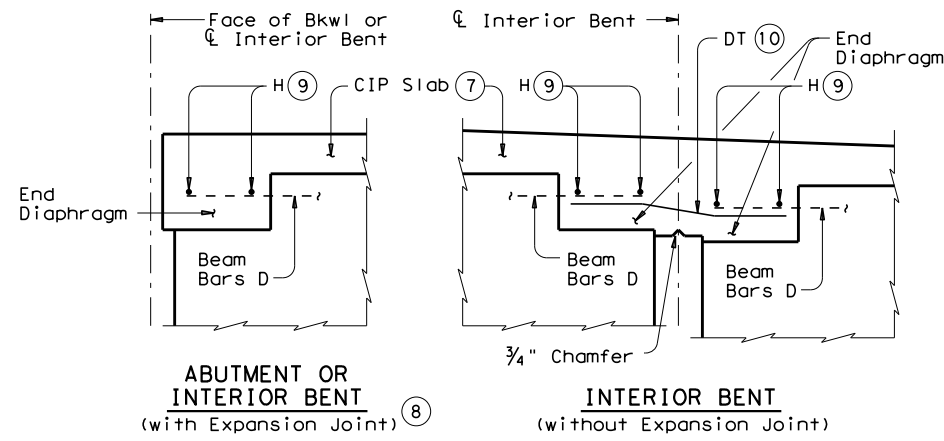 Face of Bkwl or
℄ Interior Bent
℄ Interior Bent
DT 10
End
Diaphragm
H 9
CIP Slab 7
H 9
H 9
End
Diaphragm
Beam
Bars D
Beam
Bars D
Beam
Bars D
¾" Chamfer
ABUTMENT OR
INTERIOR BENT
(with Expansion Joint) 8
INTERIOR BENT
(without Expansion Joint)